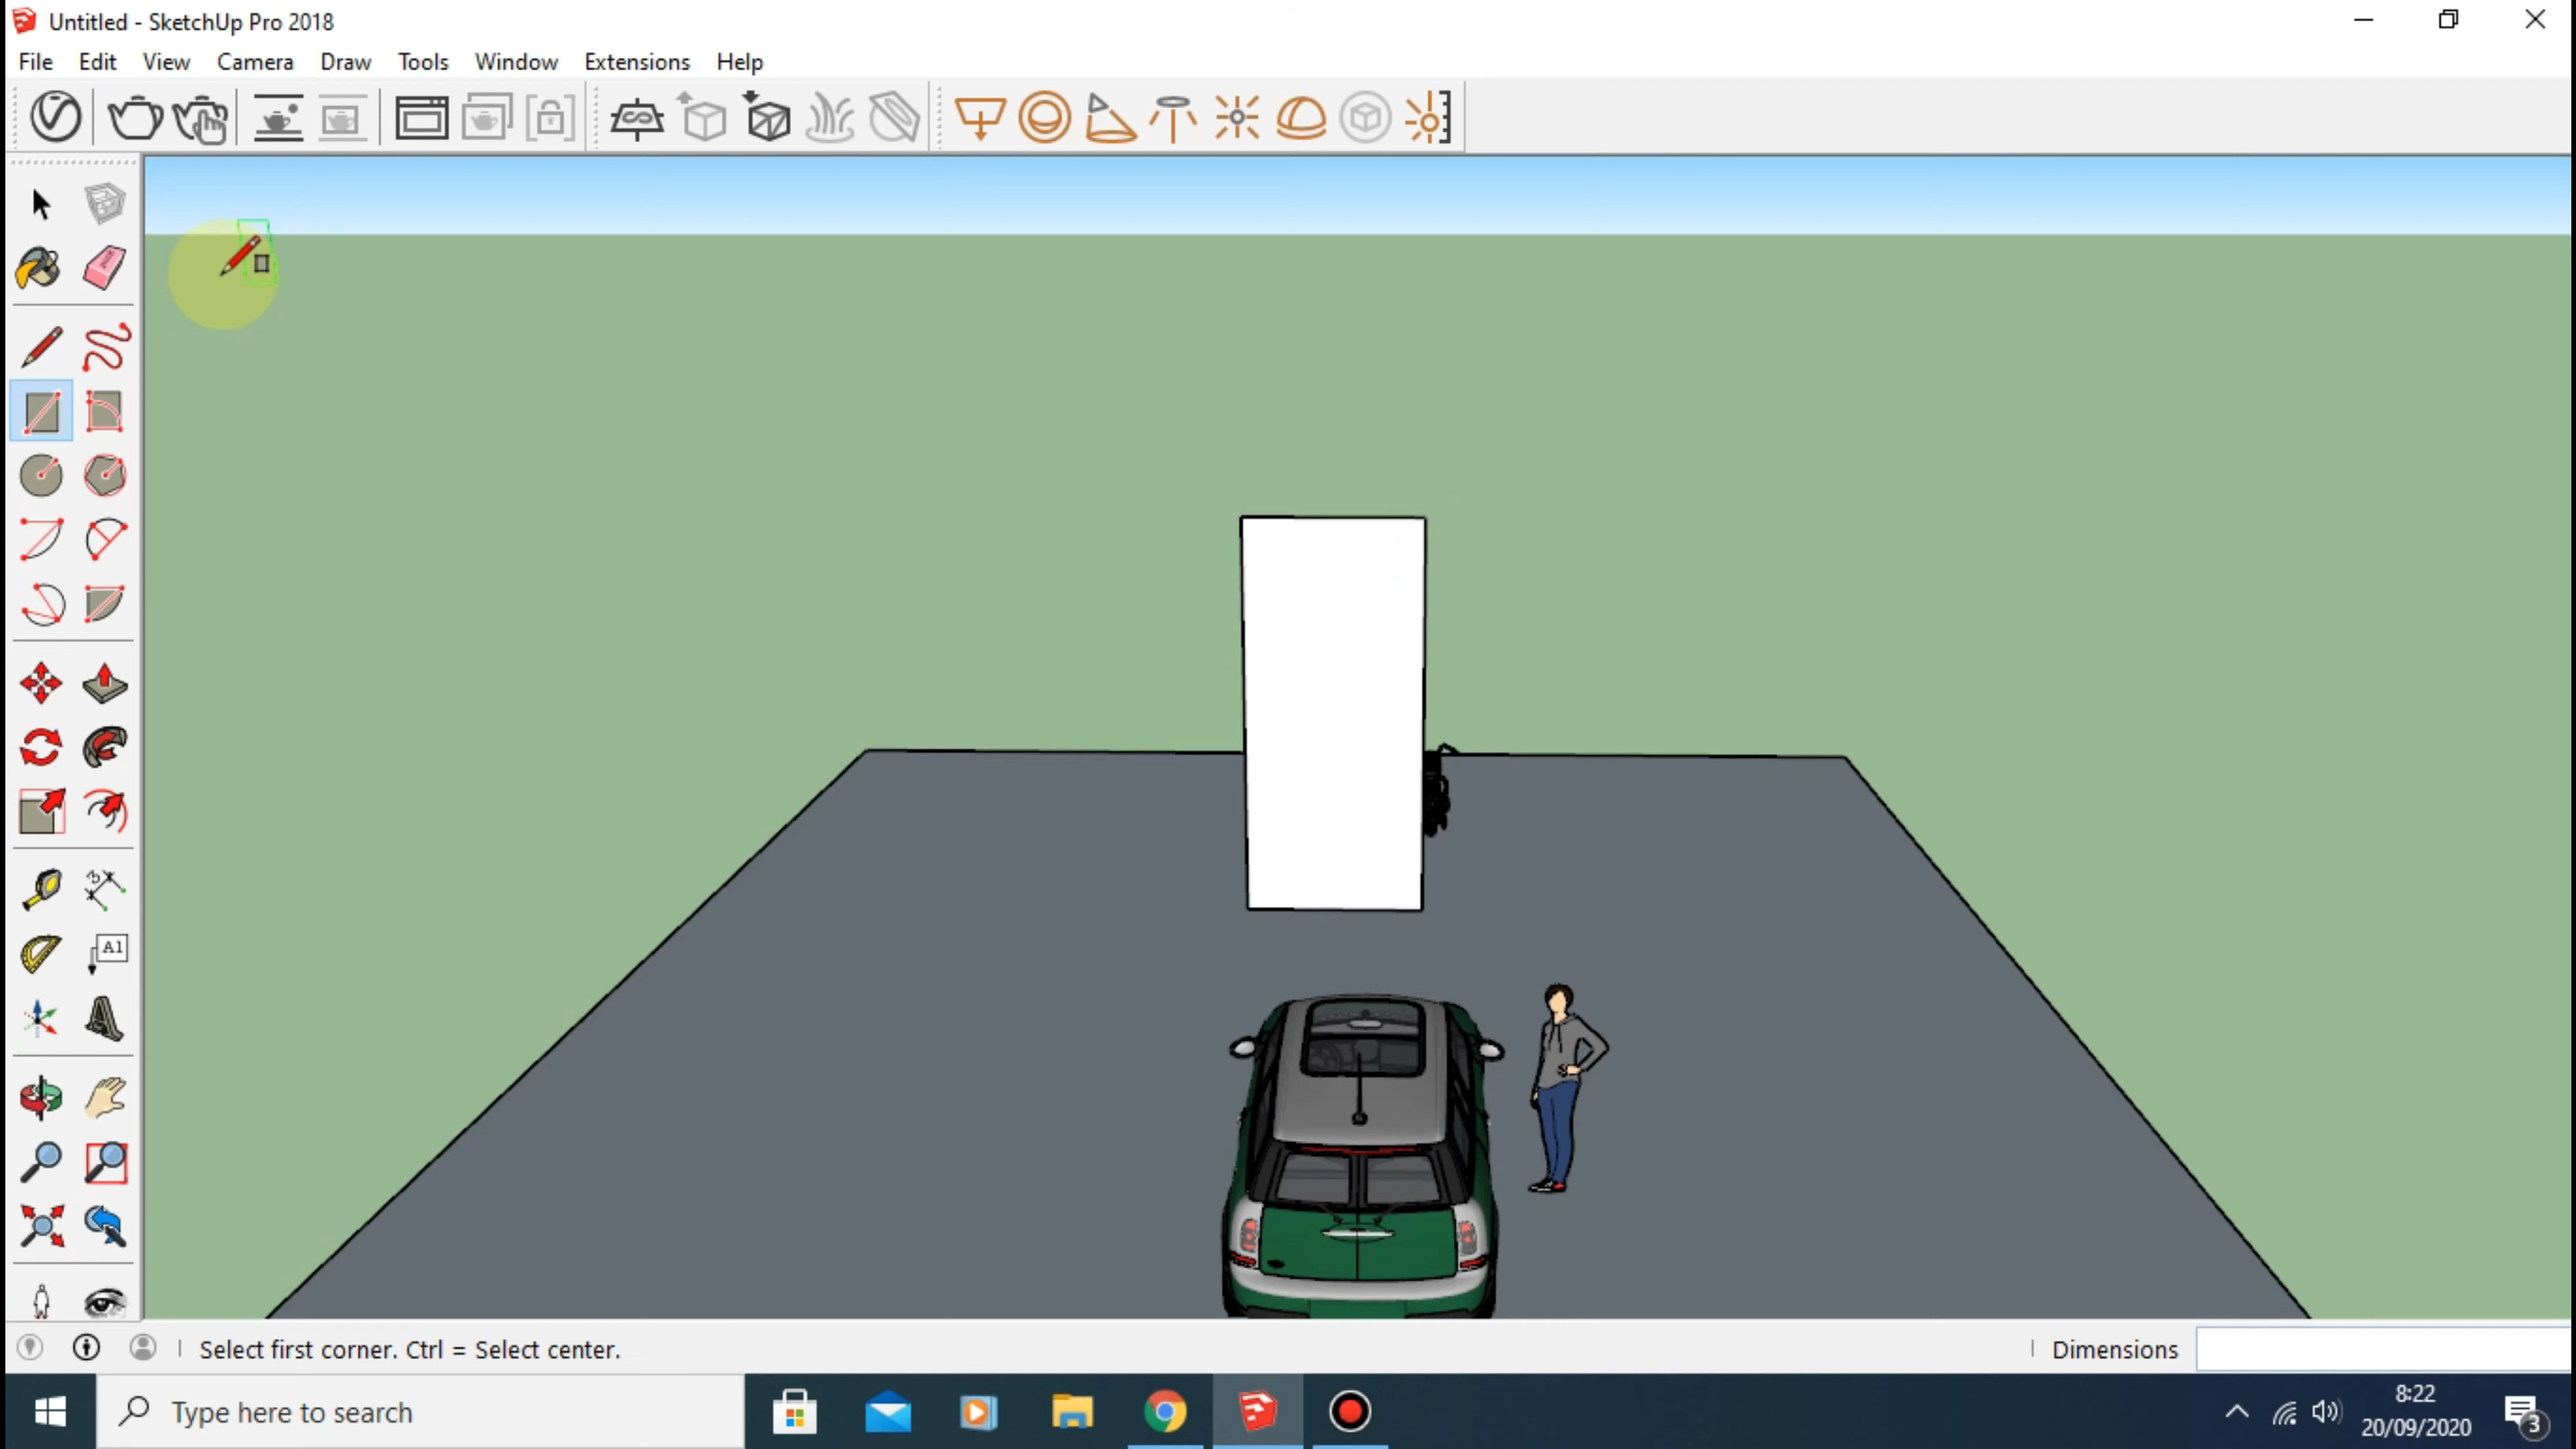 Untitled - SketchUp Pro 2018
File Edit View Camera Draw Tools Window Extensions Help
A1
Select first corner. Ctrl = Select center.
Dimensions
Type here to search
8:22
20/09/2020
3